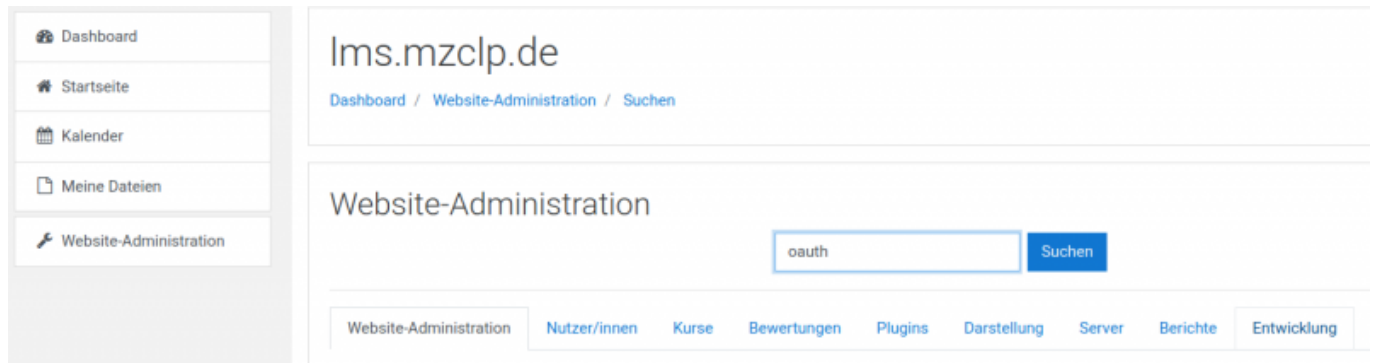 Dashboard
Startseite
Kalender
Meine Dateien
Website-Administration
lms.mzclp.de
Dashboard / Website-Administration / Suchen
Website-Administration
oauth Suchen
Website-Administration Nutzer/innen Kurse Bewertungen Plugins Darstellung Server Berichte Entwicklung